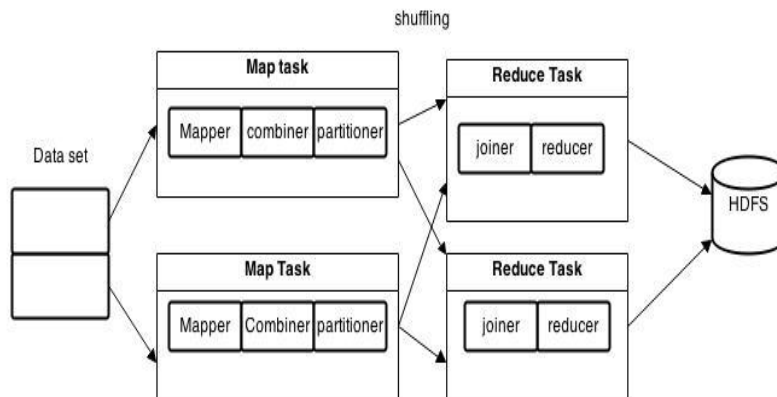 shuffling
Map task
Mapper combiner partitioner
Reduce Task
joiner reducer
Data set
HDFS
Map Task
Mapper Combiner partitioner
Reduce Task
joiner reducer